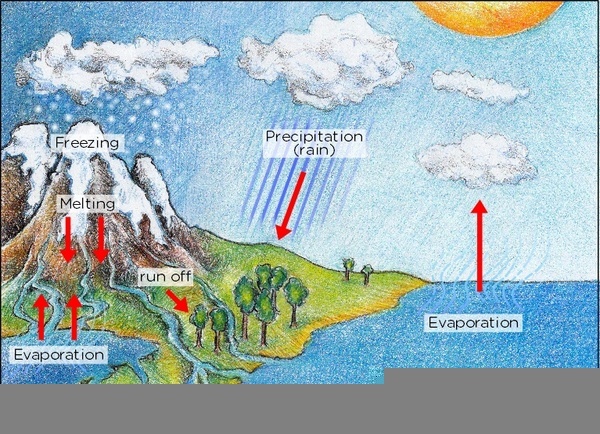 Freezing
Precipitation
(rain)
Melting
run off
Evaporation
Evaporation